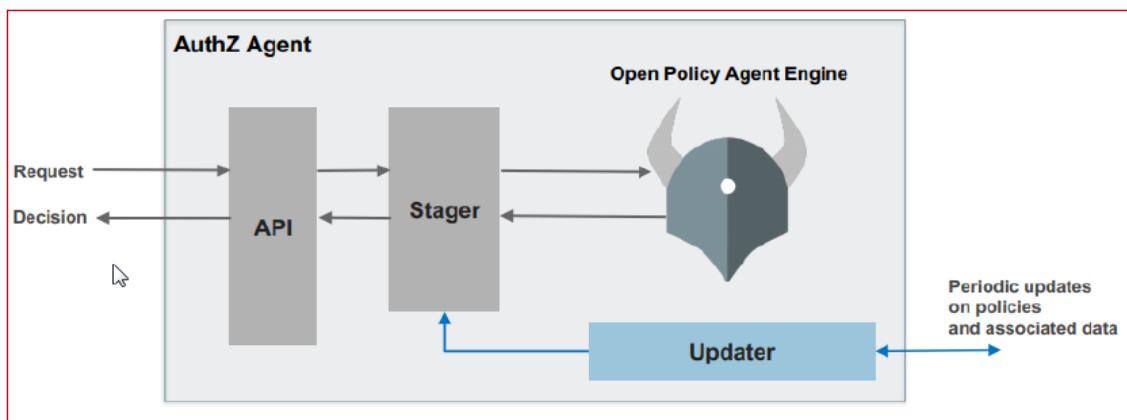 AuthZ Agent
Open Policy Agent Engine
Request
Decision
API
Stager
Periodic updates
on policies
and associated data
Updater